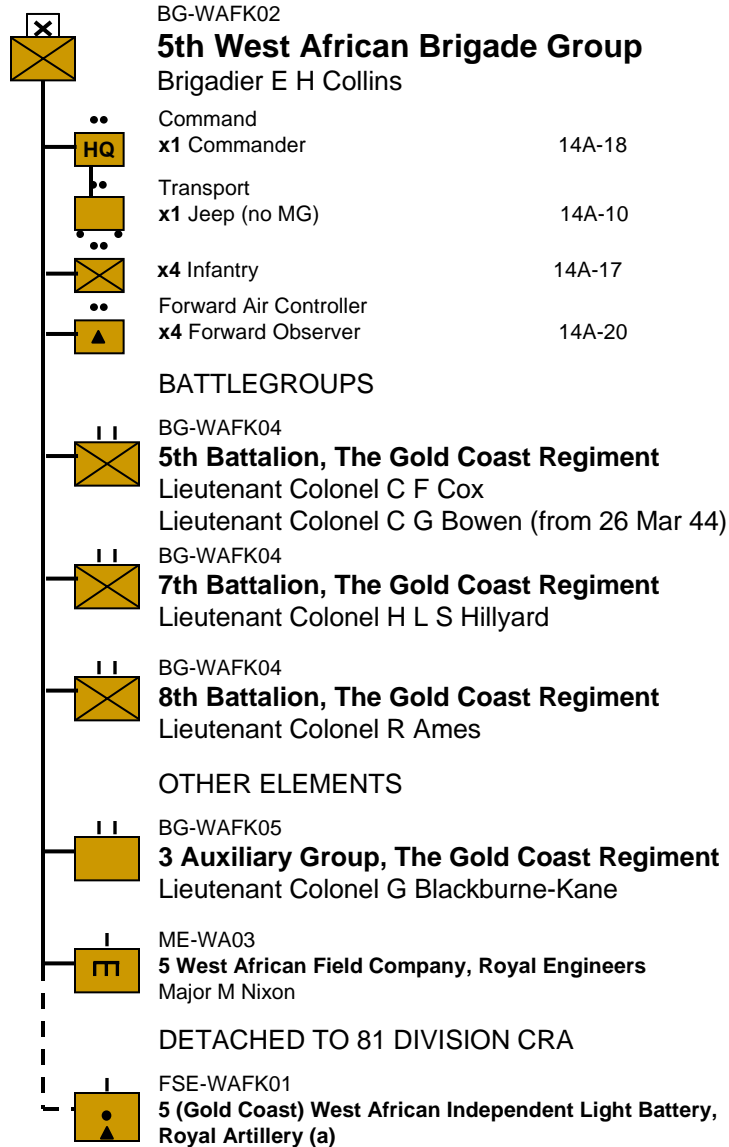 BG-WAFK02
5th West African Brigade Group
Brigadier E H Collins
Command
HQ x1 Commander 14A-18
Transport
x1 Jeep (no MG) 14A-10
x4 Infantry 14A-17
Forward Air Controller
x4 Forward Observer 14A-20
BATTLEGROUPS
BG-WAFK04
5th Battalion, The Gold Coast Regiment
Lieutenant Colonel C F Cox
Lieutenant Colonel C G Bowen (from 26 Mar 44)
BG-WAFK04
7th Battalion, The Gold Coast Regiment
Lieutenant Colonel H L S Hillyard
BG-WAFK04
8th Battalion, The Gold Coast Regiment
Lieutenant Colonel R Ames
OTHER ELEMENTS
BG-WAFK05
3 Auxiliary Group, The Gold Coast Regiment
Lieutenant Colonel G Blackburne-Kane
ME-WA03
5 West African Field Company, Royal Engineers
Major M Nixon
DETACHED TO 81 DIVISION CRA
FSE-WAFK01
5 (Gold Coast) West African Independent Light Battery,
Royal Artillery (a)